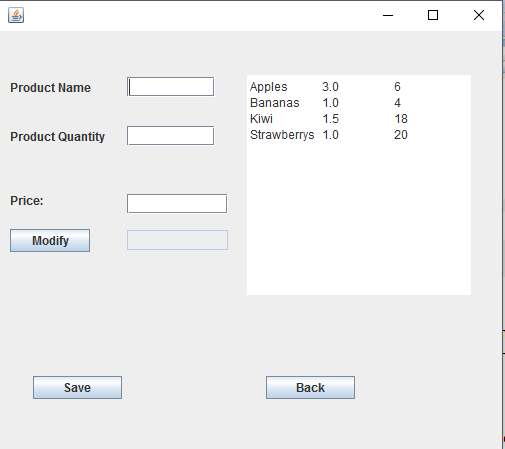 Product Name
Product Quantity
Price:
Modify
Apples 3.0 6
Bananas 1.0 4
Kiwi 1.5 18
Strawberrys 1.0 20
Save
Back